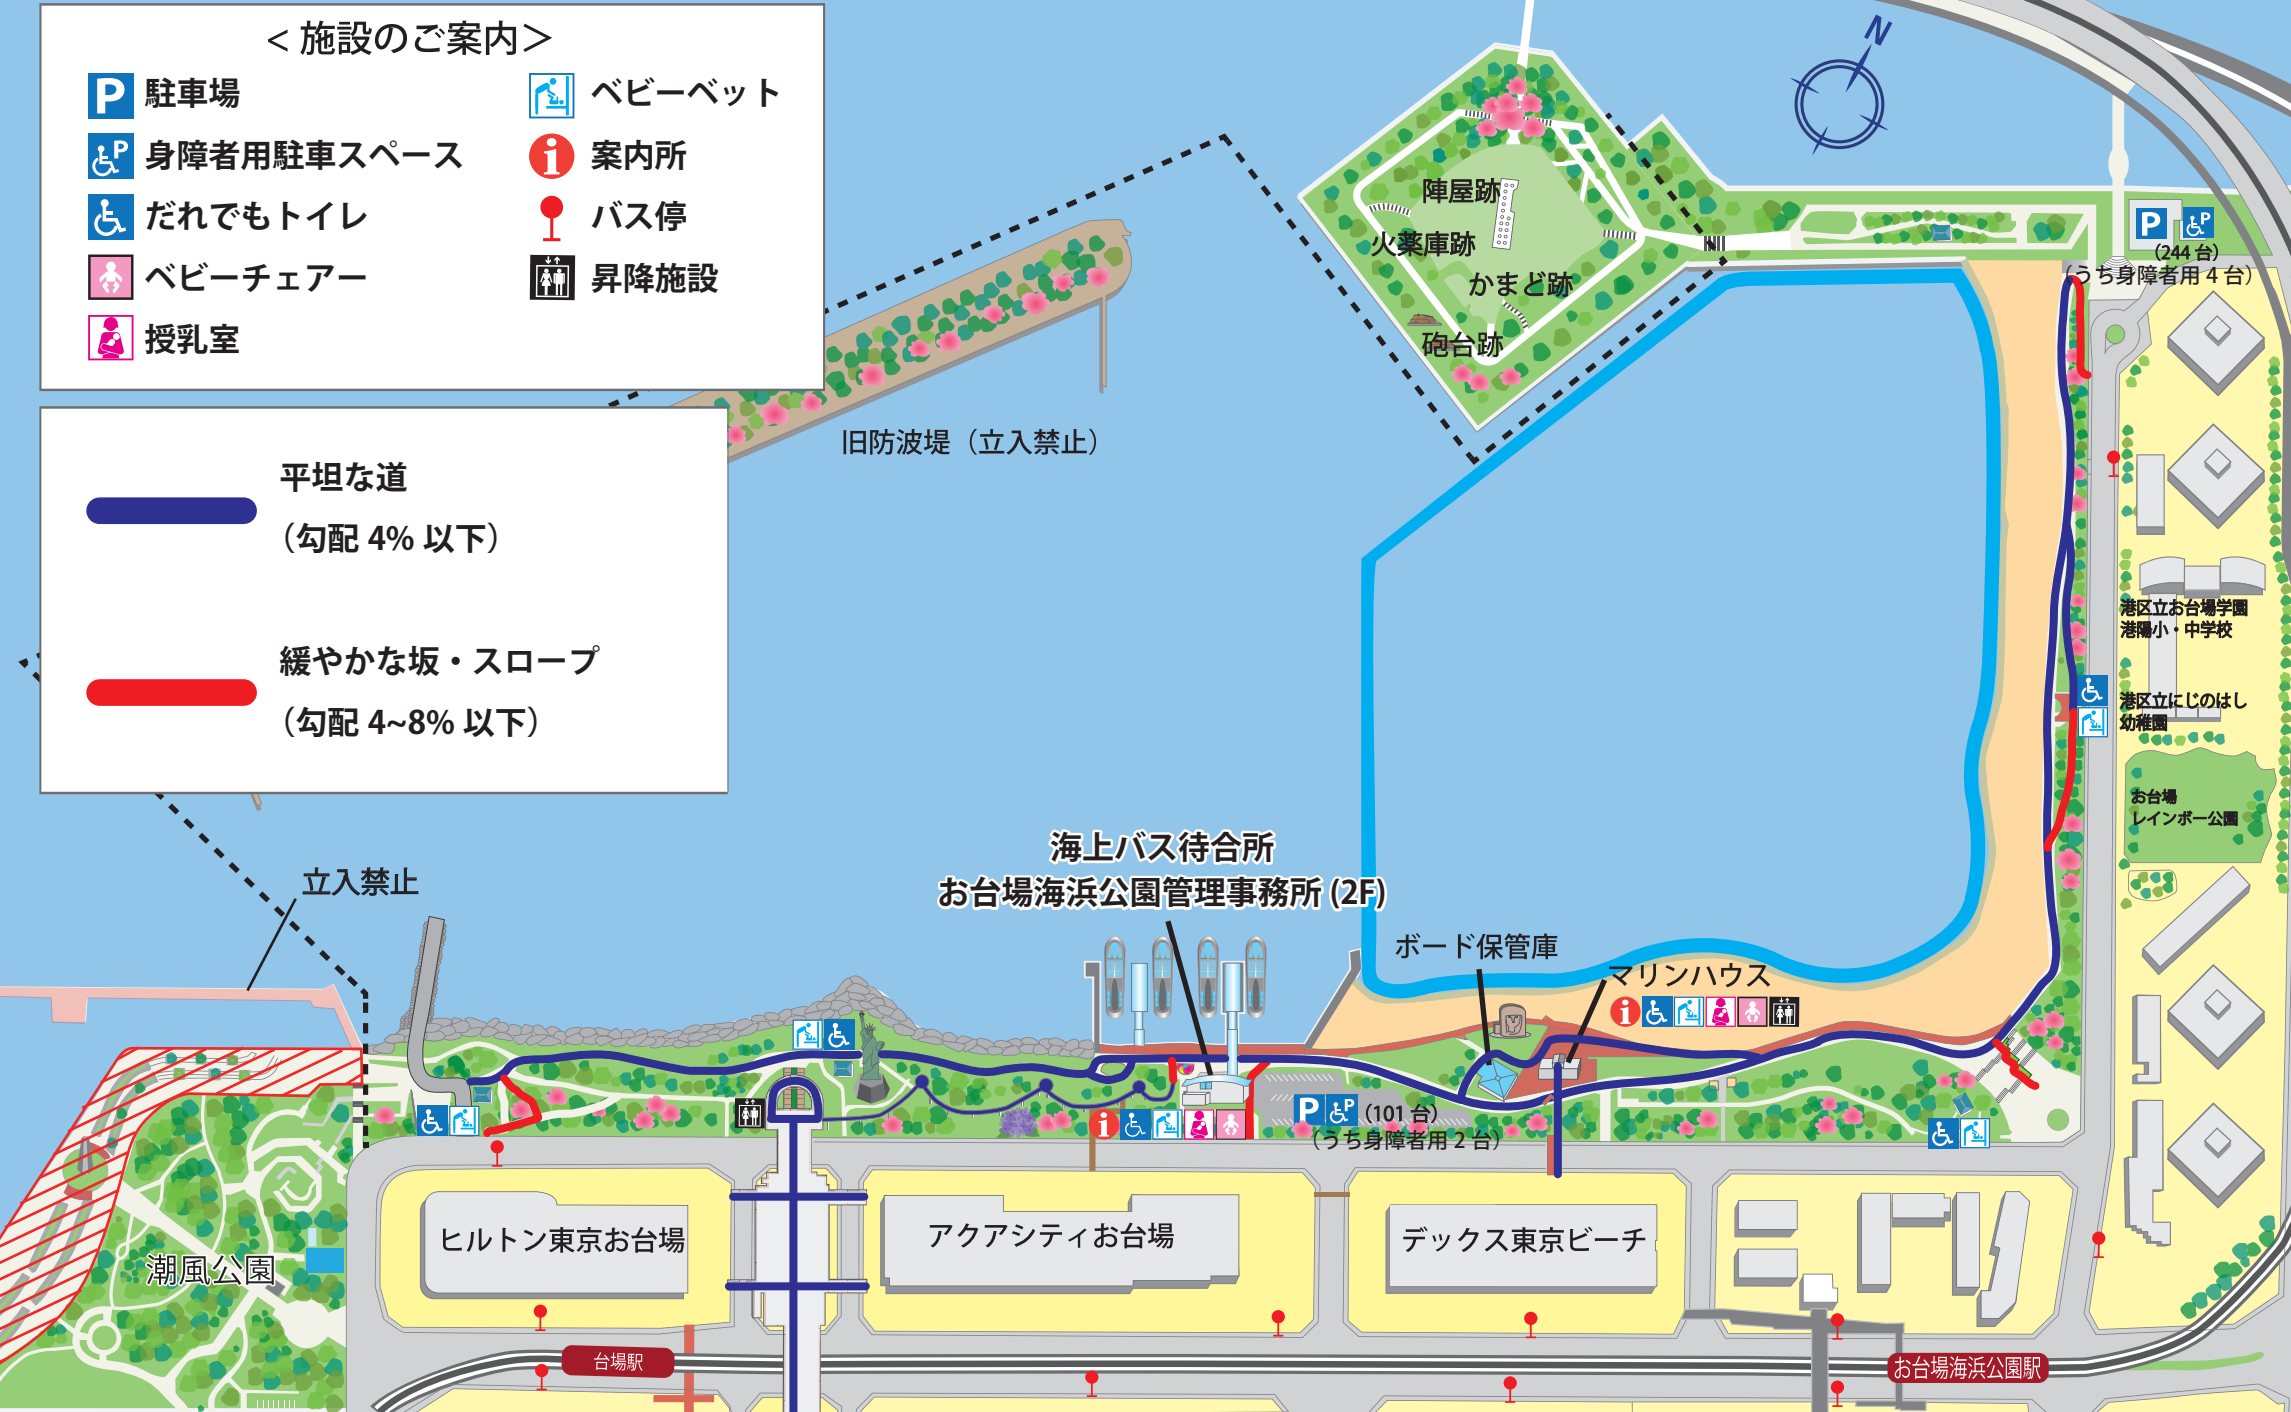 ＜施設のご案内＞
P 駐車場
P 身障者用駐車スペース
だれでもトイレ
ベビーチェアー
授乳室
ベビーベット
i 案内所
バス停
昇降施設
平坦な道
（勾配 4% 以下）
緩やかな坂・スロープ
（勾配 4~8% 以下）
N
陣屋跡
火薬庫跡
かまど跡
砲台跡
旧防波堤（立入禁止）
P P
（244 台）
（うち身障者用 4 台）
港区立お台場学園
港陽小・中学校
港区立にじのはし
幼稚園
お台場
レインボー公園
立入禁止
海上バス待合所
お台場海浜公園管理事務所 (2F)
ボード保管庫
マリンハウス
i
i
P P （101 台）
（うち身障者用 2 台）
潮風公園
ヒルトン東京お台場
アクアシティお台場
デックス東京ビーチ
台場駅
お台場海浜公園駅